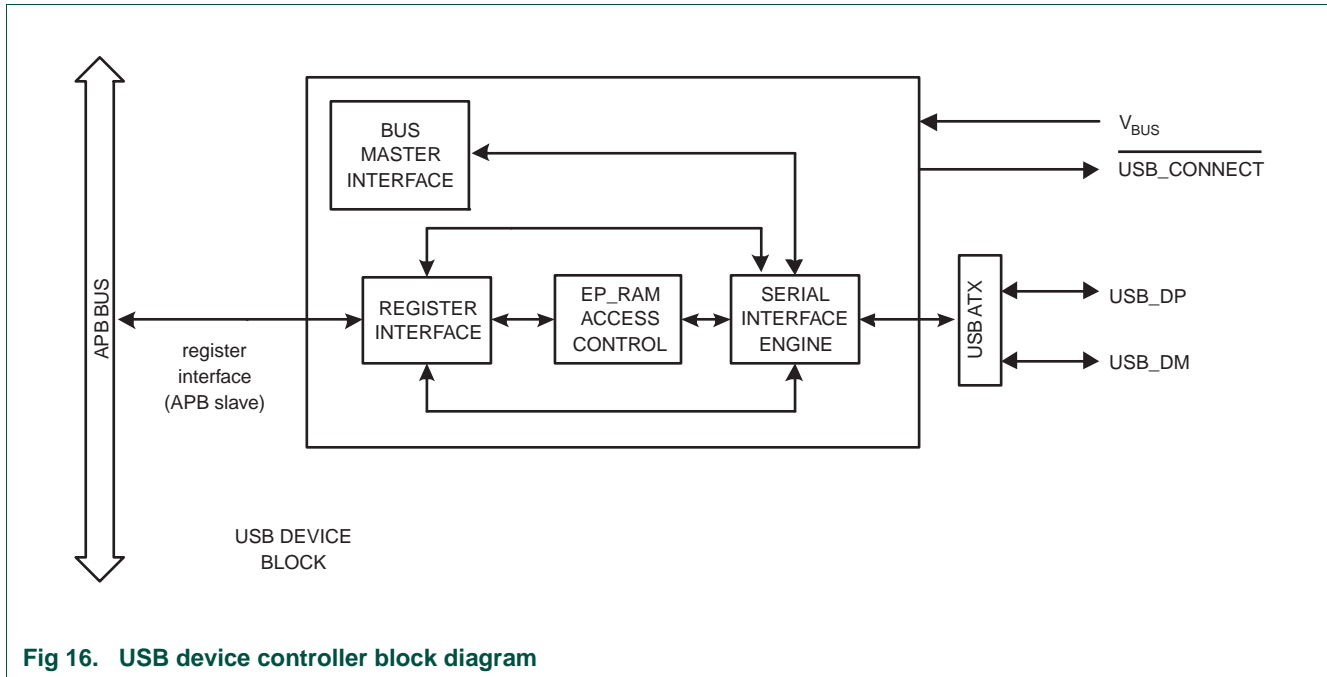 BUS
MASTER
INTERFACE
V_BUS
USB_CONNECT
APB BUS
REGISTER
INTERFACE
EP_RAM
ACCESS
CONTROL
SERIAL
INTERFACE
ENGINE
USB ATX
USB_DP
USB_DM
register
interface
(APB slave)
USB DEVICE
BLOCK
Fig 16. USB device controller block diagram